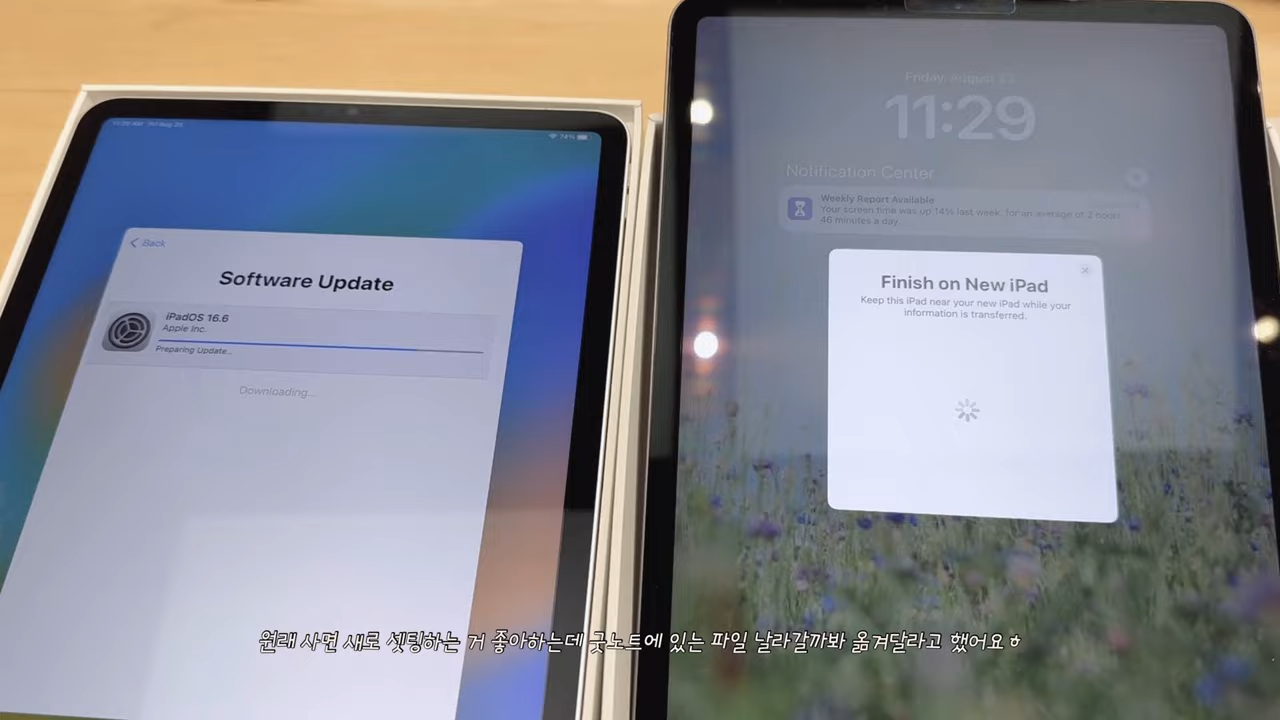 74%
Back
Software Update
iPadOS 16.6
Apple Inc.
Preparing Update...
Downloading...
Friday, August 25
11:29
Notification Center
Weekly Report Available
Your screen time was up 14% last week, for an average of 2 hours,
46 minutes a day.
Finish on New iPad
Keep this iPad near your new iPad while your
information is transferred.
원래 사면 새로 셋팅하는 거 좋아하는데 굿노트에 있는 파일 날라갈까봐 옮겨달라고 했어요ㅎ